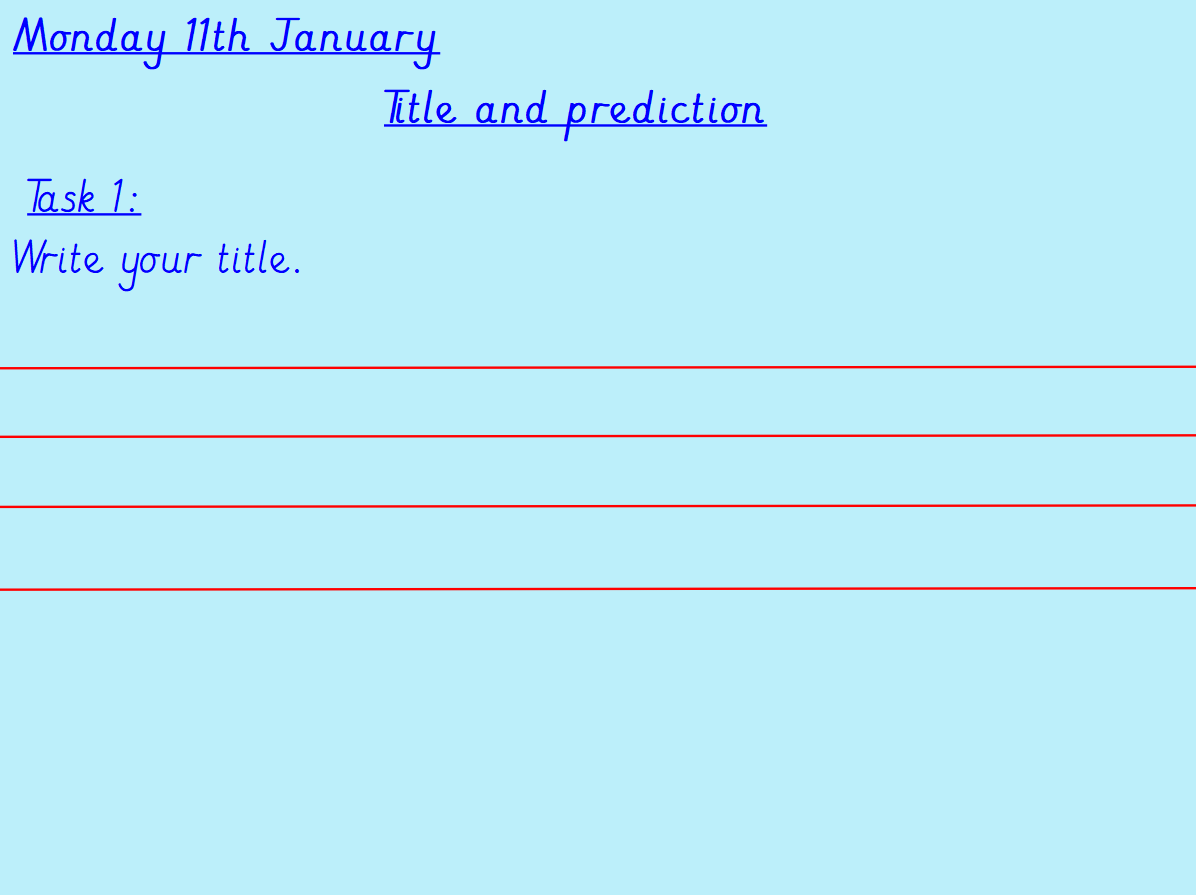 Monday 11th January
Title and prediction
Task 1:
Write your title.